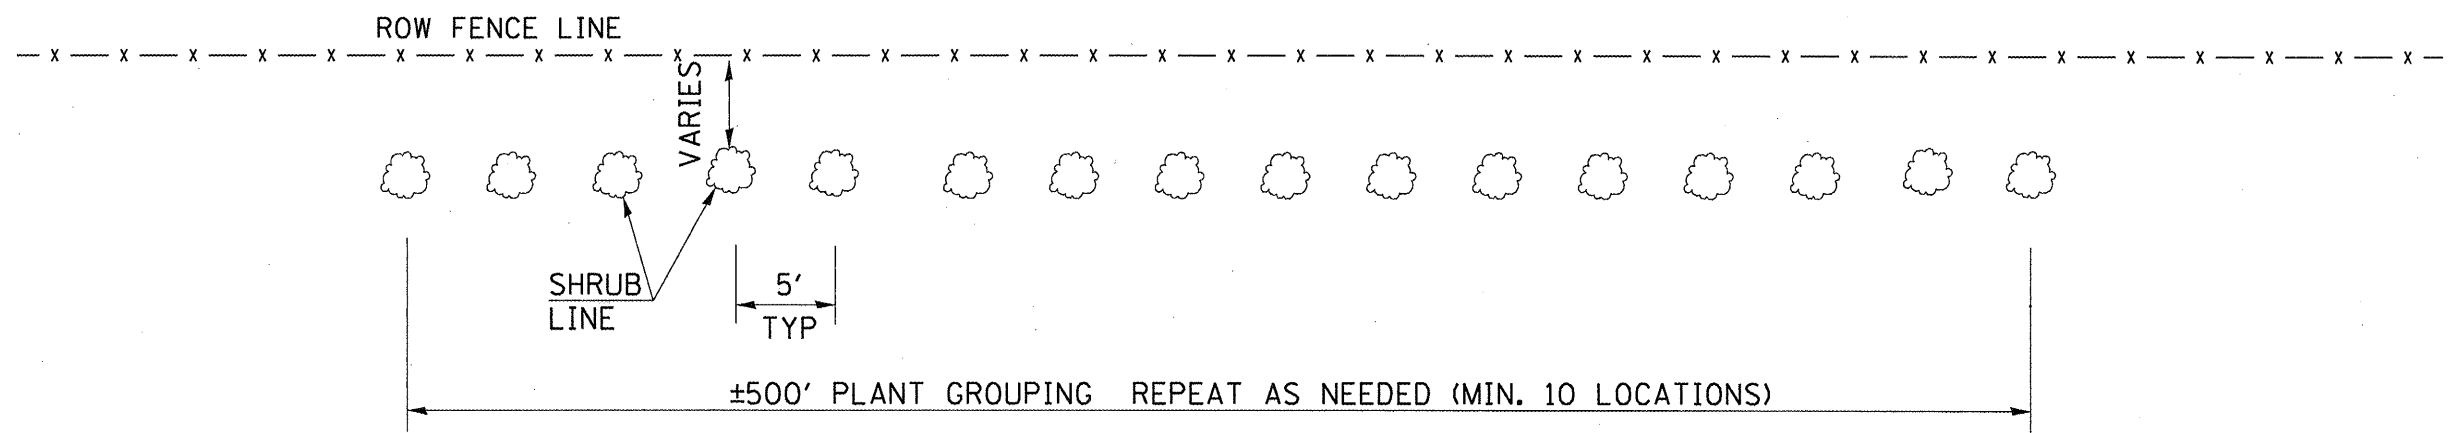 ROW FENCE LINE
VARIES
SHRUB
LINE
5'
TYP
±500' PLANT GROUPING REPEAT AS NEEDED (MIN. 10 LOCATIONS)